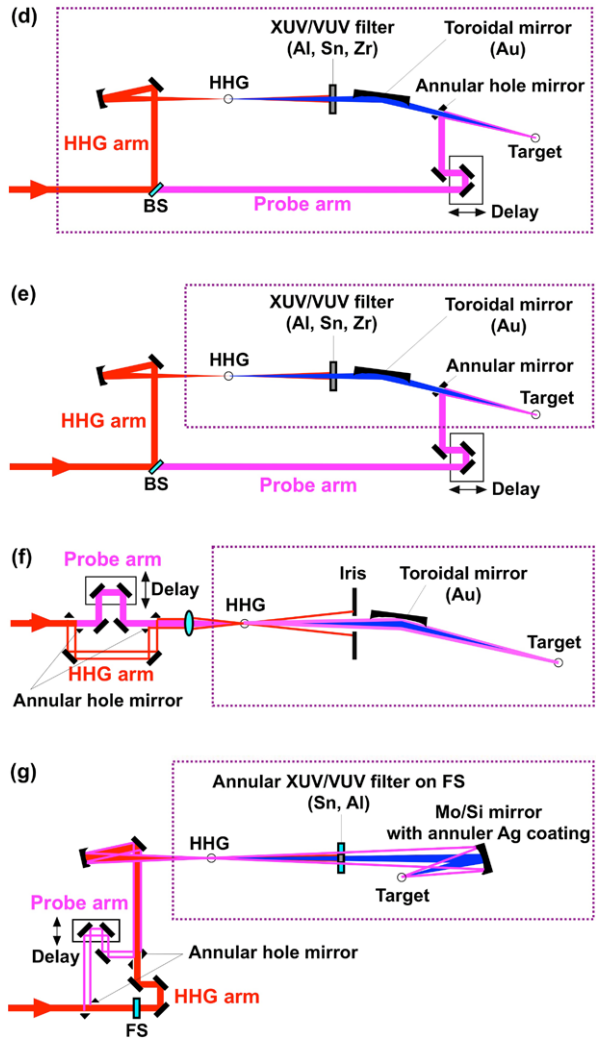 (d)
XUV/VUV filter
(Al, Sn, Zr)
Toroidal mirror
(Au)
HHG
Annular hole mirror
HHG arm
Target
BS
Probe arm
Delay
(e)
XUV/VUV filter
(Al, Sn, Zr)
Toroidal mirror
(Au)
HHG
Annular mirror
HHG arm
Target
BS
Probe arm
Delay
(f)
Probe arm
Delay
Iris
Toroidal mirror
(Au)
HHG
Target
HHG arm
Annular hole mirror
(g)
Annular XUV/VUV filter on FS
(Sn, Al)
Mo/Si mirror
with annuler Ag coating
HHG
Target
Probe arm
Delay
Annular hole mirror
HHG arm
FS